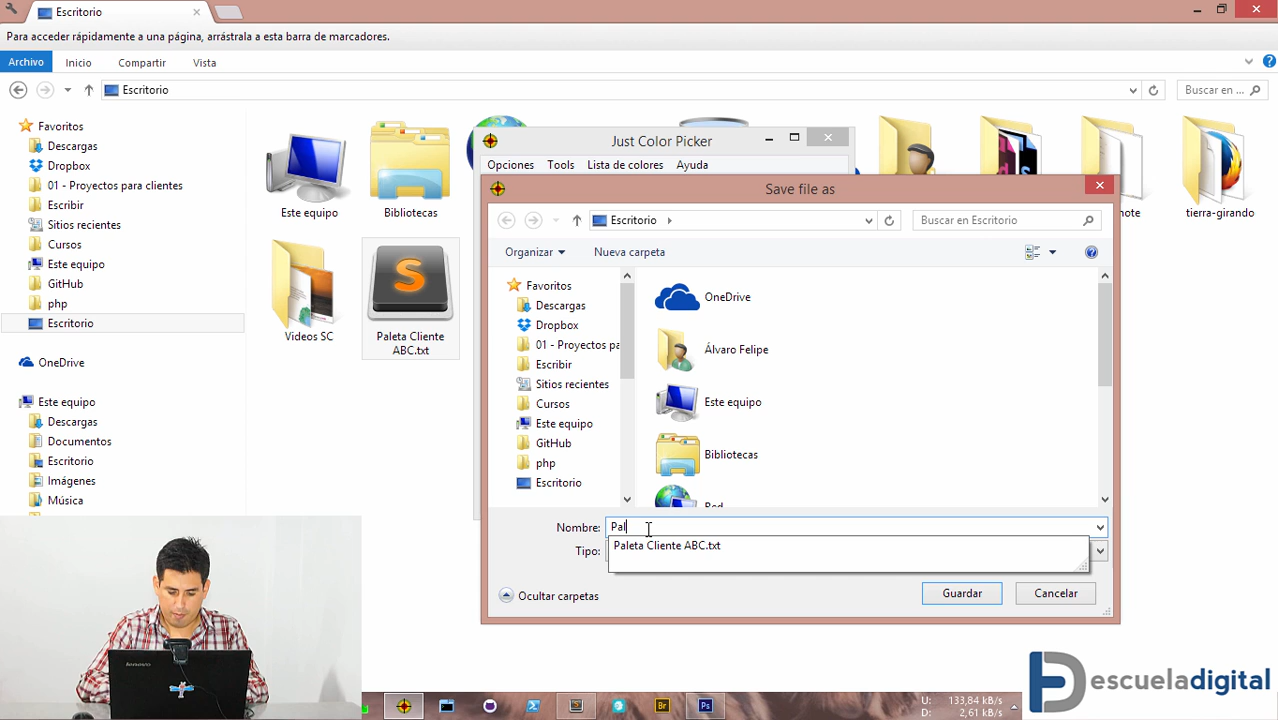 Escritorio
Para acceder rápidamente a una página, arrástrala a esta barra de marcadores.
Archivo Inicio Compartir Vista
Escritorio
Buscar en ...
Favoritos
Descargas
Dropbox
01 - Proyectos para clientes
Escribir
Sitios recientes
Cursos
Este equipo
GitHub
php
Escritorio
OneDrive
Este equipo
Descargas
Documentos
Escritorio
Imágenes
Música
Este equipo
Bibliotecas
note
tierra-girando
Videos SC
Paleta Cliente
ABC.txt
Just Color Picker
Opciones Tools Lista de colores Ayuda
Save file as
Escritorio
Buscar en Escritorio
Organizar Nueva carpeta
Favoritos
Descargas
Dropbox
01 - Proyectos pa
Escribir
Sitios recientes
Cursos
Este equipo
GitHub
php
Escritorio
OneDrive
Álvaro Felipe
Este equipo
Bibliotecas
Red
Nombre: Pal
Paleta Cliente ABC.txt
Tipo:
Ocultar carpetas
Guardar Cancelar
lenovo
Br
Ps
U: 133,84 kB/s
D: 2,61 kB/s
escueladigital